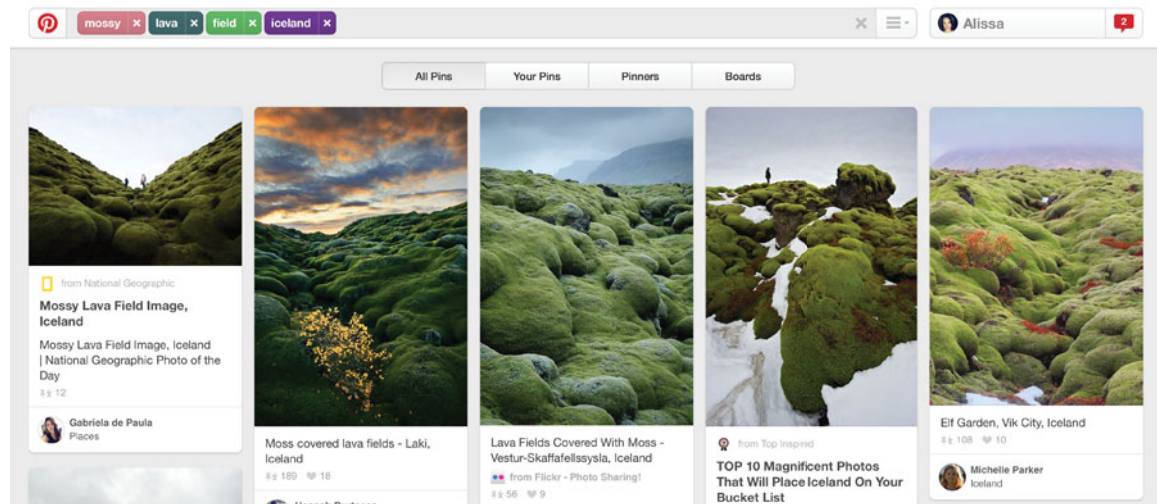 mossy × lava × field × iceland ×
Alissa
2
All Pins Your Pins Pinners Boards
from National Geographic
Mossy Lava Field Image,
Iceland
Mossy Lava Field Image, Iceland
| National Geographic Photo of the
Day
12
Gabriela de Paula
Places
Moss covered lava fields - Laki,
Iceland
189 18
Lava Fields Covered With Moss -
Vestur-Skaffafellssysla, Iceland
from Flickr - Photo Sharing!
56 9
from Top Inspired
TOP 10 Magnificent Photos
That Will Place Iceland On Your
Bucket List
Elf Garden, Vik City, Iceland
108 10
Michelle Parker
Iceland